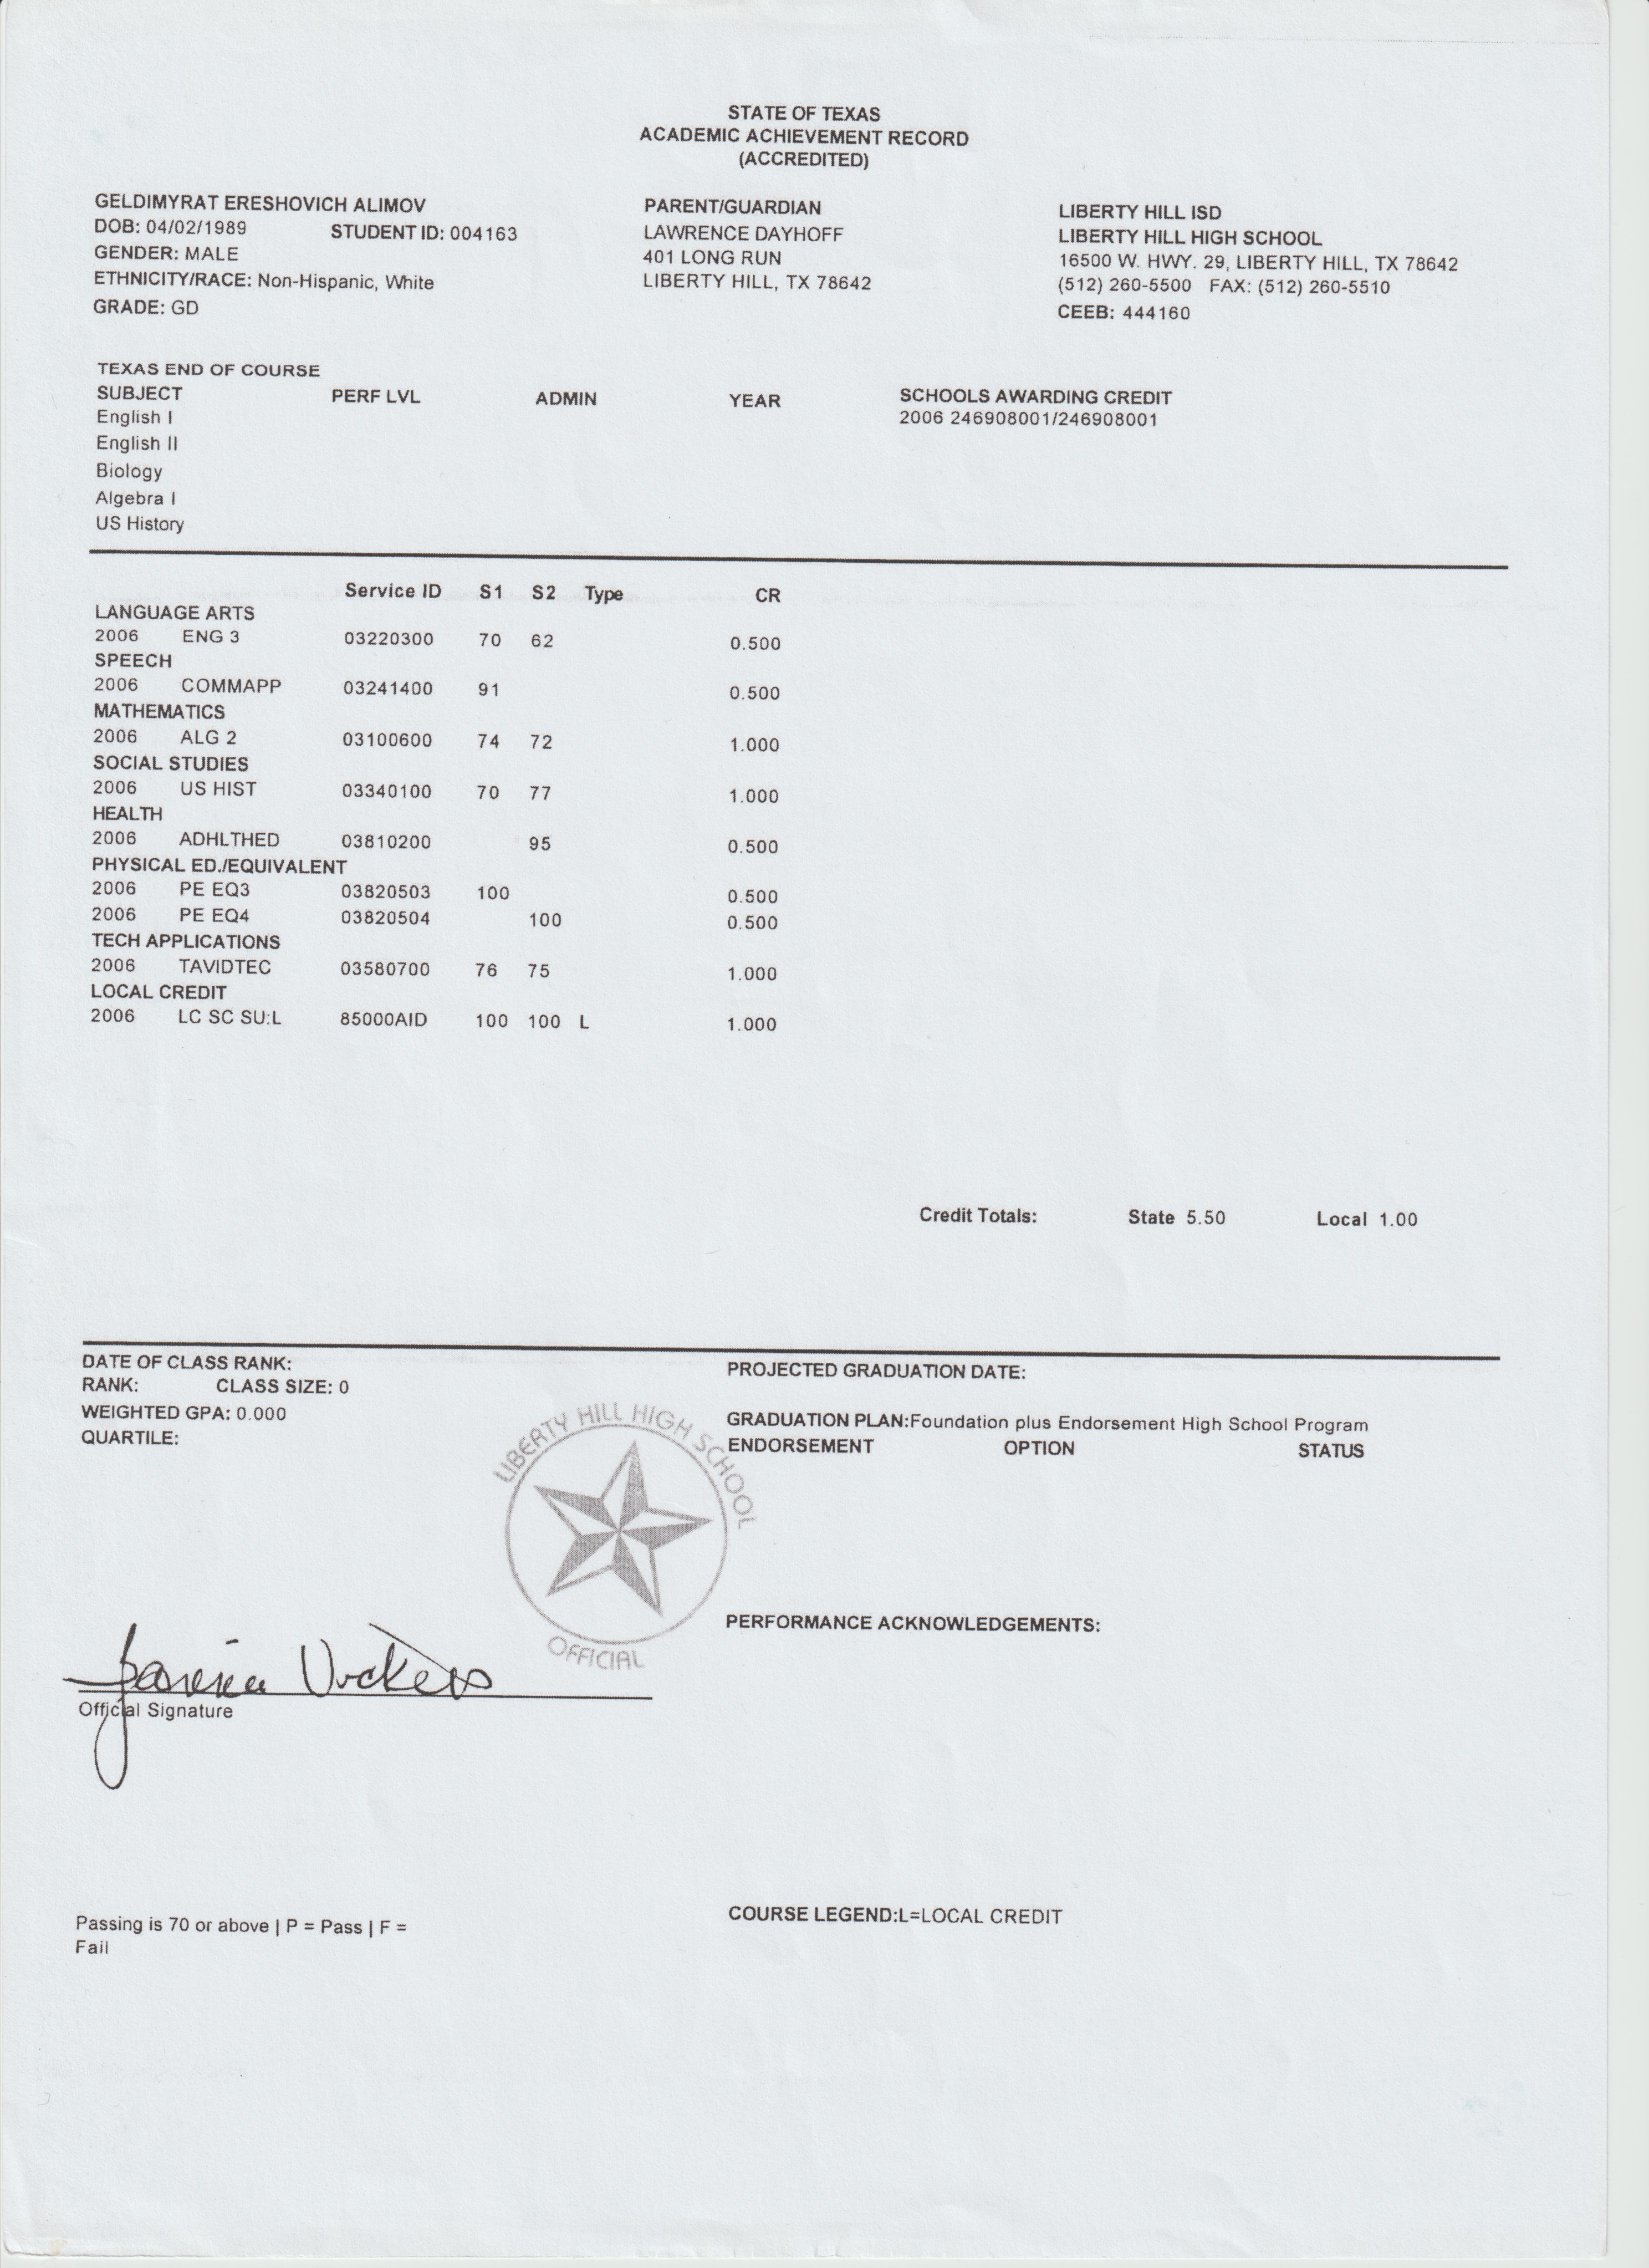 STATE OF TEXAS
ACADEMIC ACHIEVEMENT RECORD
(ACCREDITED)
GELDIMYRAT ERESHOVICH ALIMOV
DOB: 04/02/1989 STUDENT ID: 004163
GENDER: MALE
ETHNICITY/RACE: Non-Hispanic, White
GRADE: GD
PARENT/GUARDIAN
LAWRENCE DAYHOFF
401 LONG RUN
LIBERTY HILL, TX 78642
LIBERTY HILL ISD
LIBERTY HILL HIGH SCHOOL
16500 W. HWY. 29, LIBERTY HILL, TX 78642
(512) 260-5500 FAX: (512) 260-5510
CEEB: 444160
TEXAS END OF COURSE
SUBJECT PERF LVL ADMIN YEAR
English I
English II
Biology
Algebra I
US History
SCHOOLS AWARDING CREDIT
2006 246908001/246908001
Service ID S1 S2 Type CR
LANGUAGE ARTS
2006 ENG 3 03220300 70 62 0.500
SPEECH
2006 COMMAPP 03241400 91 0.500
MATHEMATICS
2006 ALG 2 03100600 74 72 1.000
SOCIAL STUDIES
2006 US HIST 03340100 70 77 1.000
HEALTH
2006 ADHLTHED 03810200 95 0.500
PHYSICAL ED./EQUIVALENT
2006 PE EQ3 03820503 100 0.500
2006 PE EQ4 03820504 100 0.500
TECH APPLICATIONS
2006 TAVIDTEC 03580700 76 75 1.000
LOCAL CREDIT
2006 LC SC SU:L 85000AID 100 100 L 1.000
Credit Totals: State 5.50 Local 1.00
DATE OF CLASS RANK:
RANK: CLASS SIZE: 0
WEIGHTED GPA: 0.000
QUARTILE:
PROJECTED GRADUATION DATE:
GRADUATION PLAN:Foundation plus Endorsement High School Program
ENDORSEMENT OPTION STATUS
LIBERTY HILL HIGH SCHOOL
OFFICIAL
PERFORMANCE ACKNOWLEDGEMENTS:
Official Signature
Passing is 70 or above | P = Pass | F =
Fail
COURSE LEGEND:L=LOCAL CREDIT